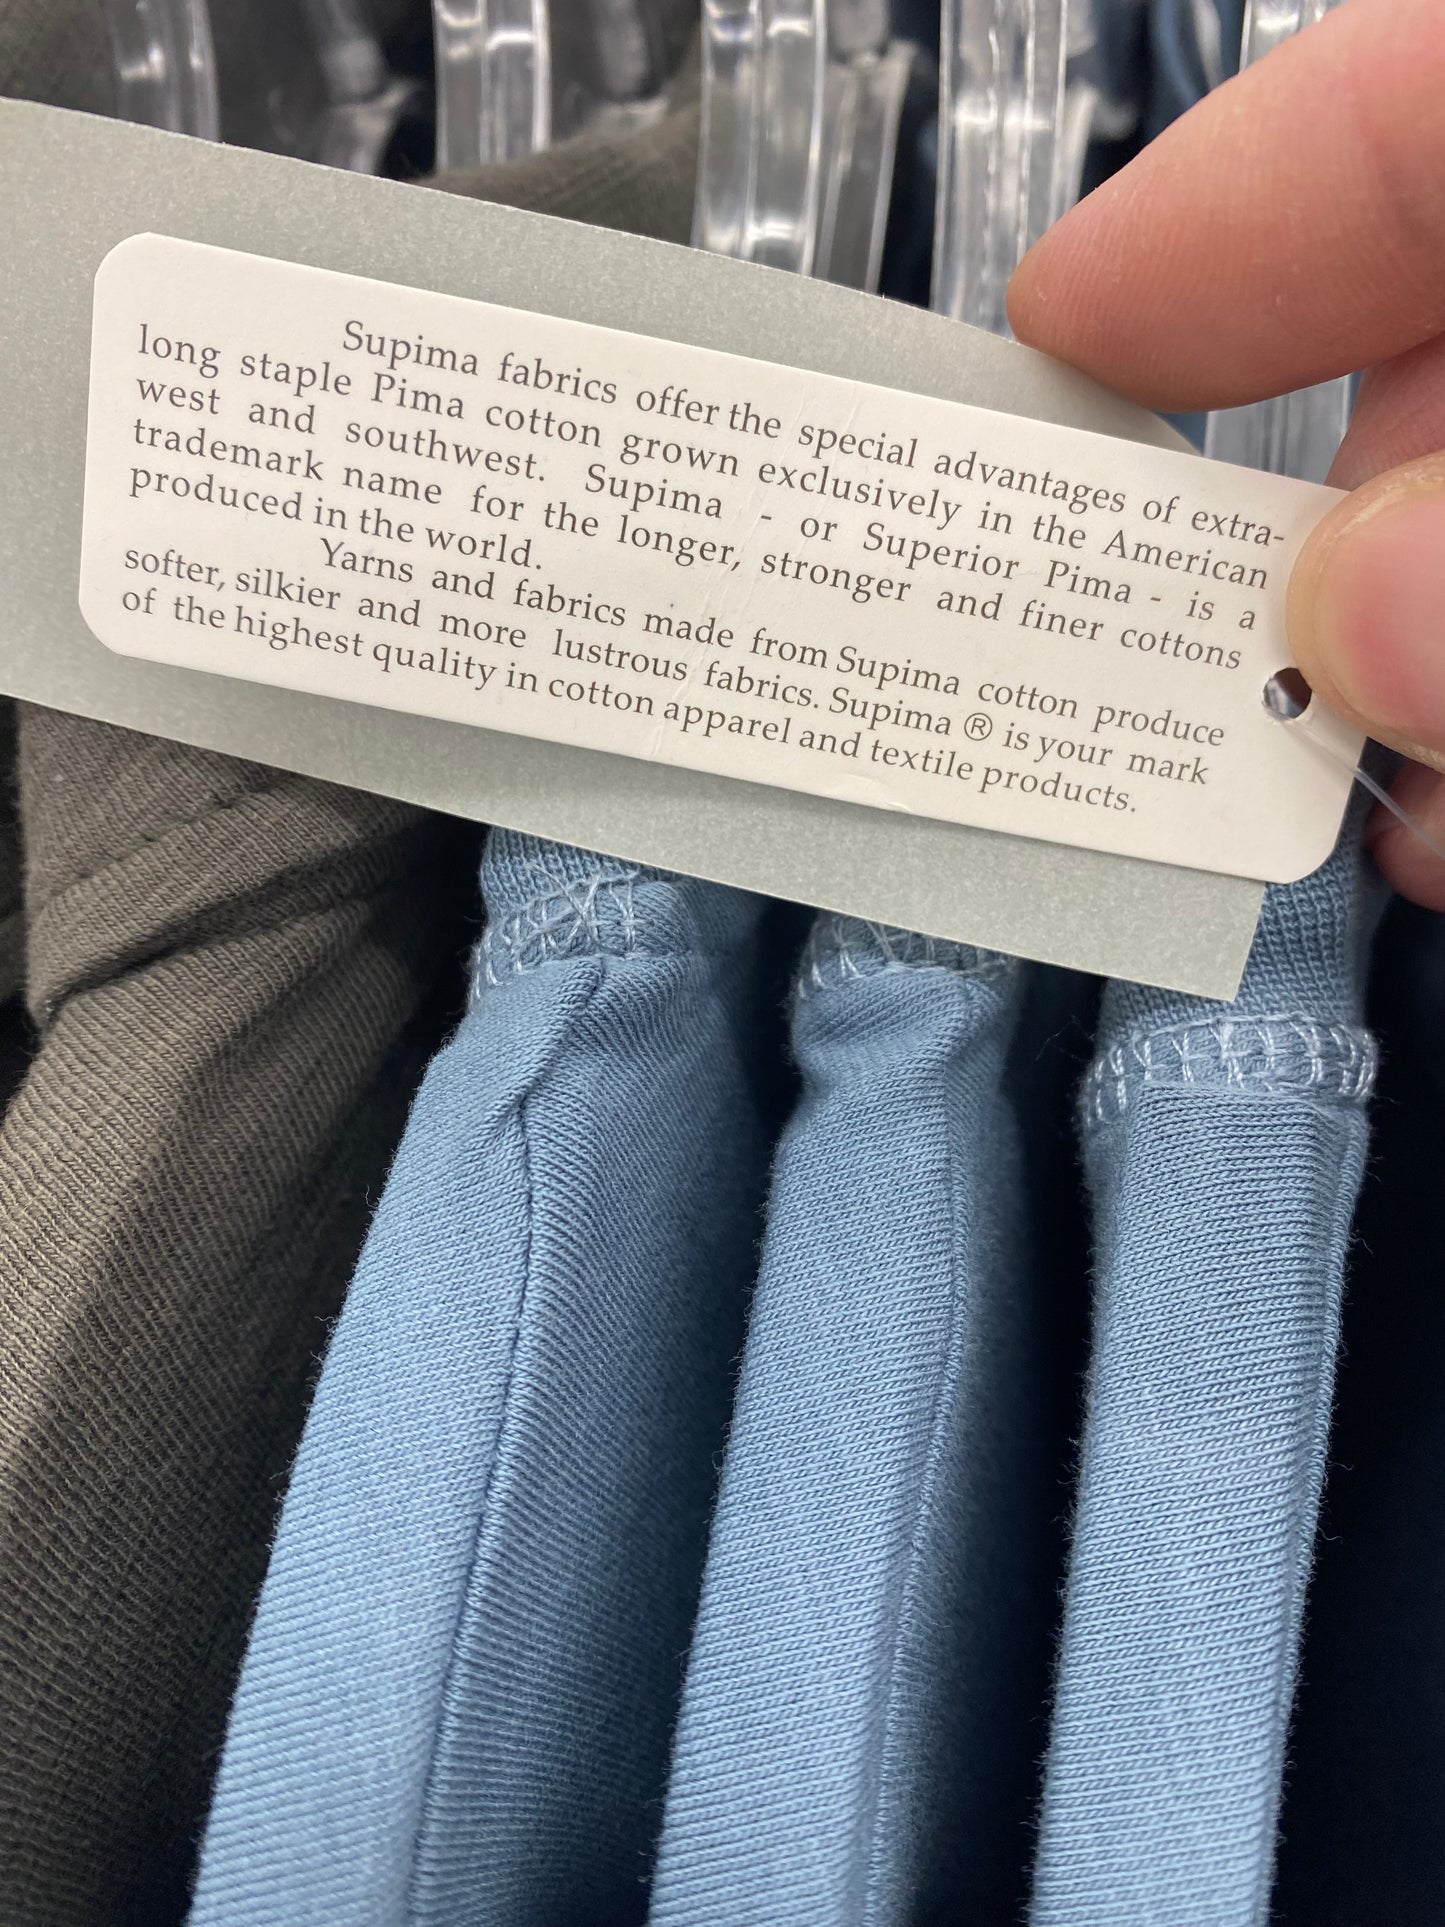 Supima fabrics offer the special advantages of extra-
long staple Pima cotton grown exclusively in the American
west and southwest. Supima - or Superior Pima - is a
trademark name for the longer, stronger and finer cottons
produced in the world.
Yarns and fabrics made from Supima cotton produce
softer, silkier and more lustrous fabrics. Supima ® is your mark
of the highest quality in cotton apparel and textile products.